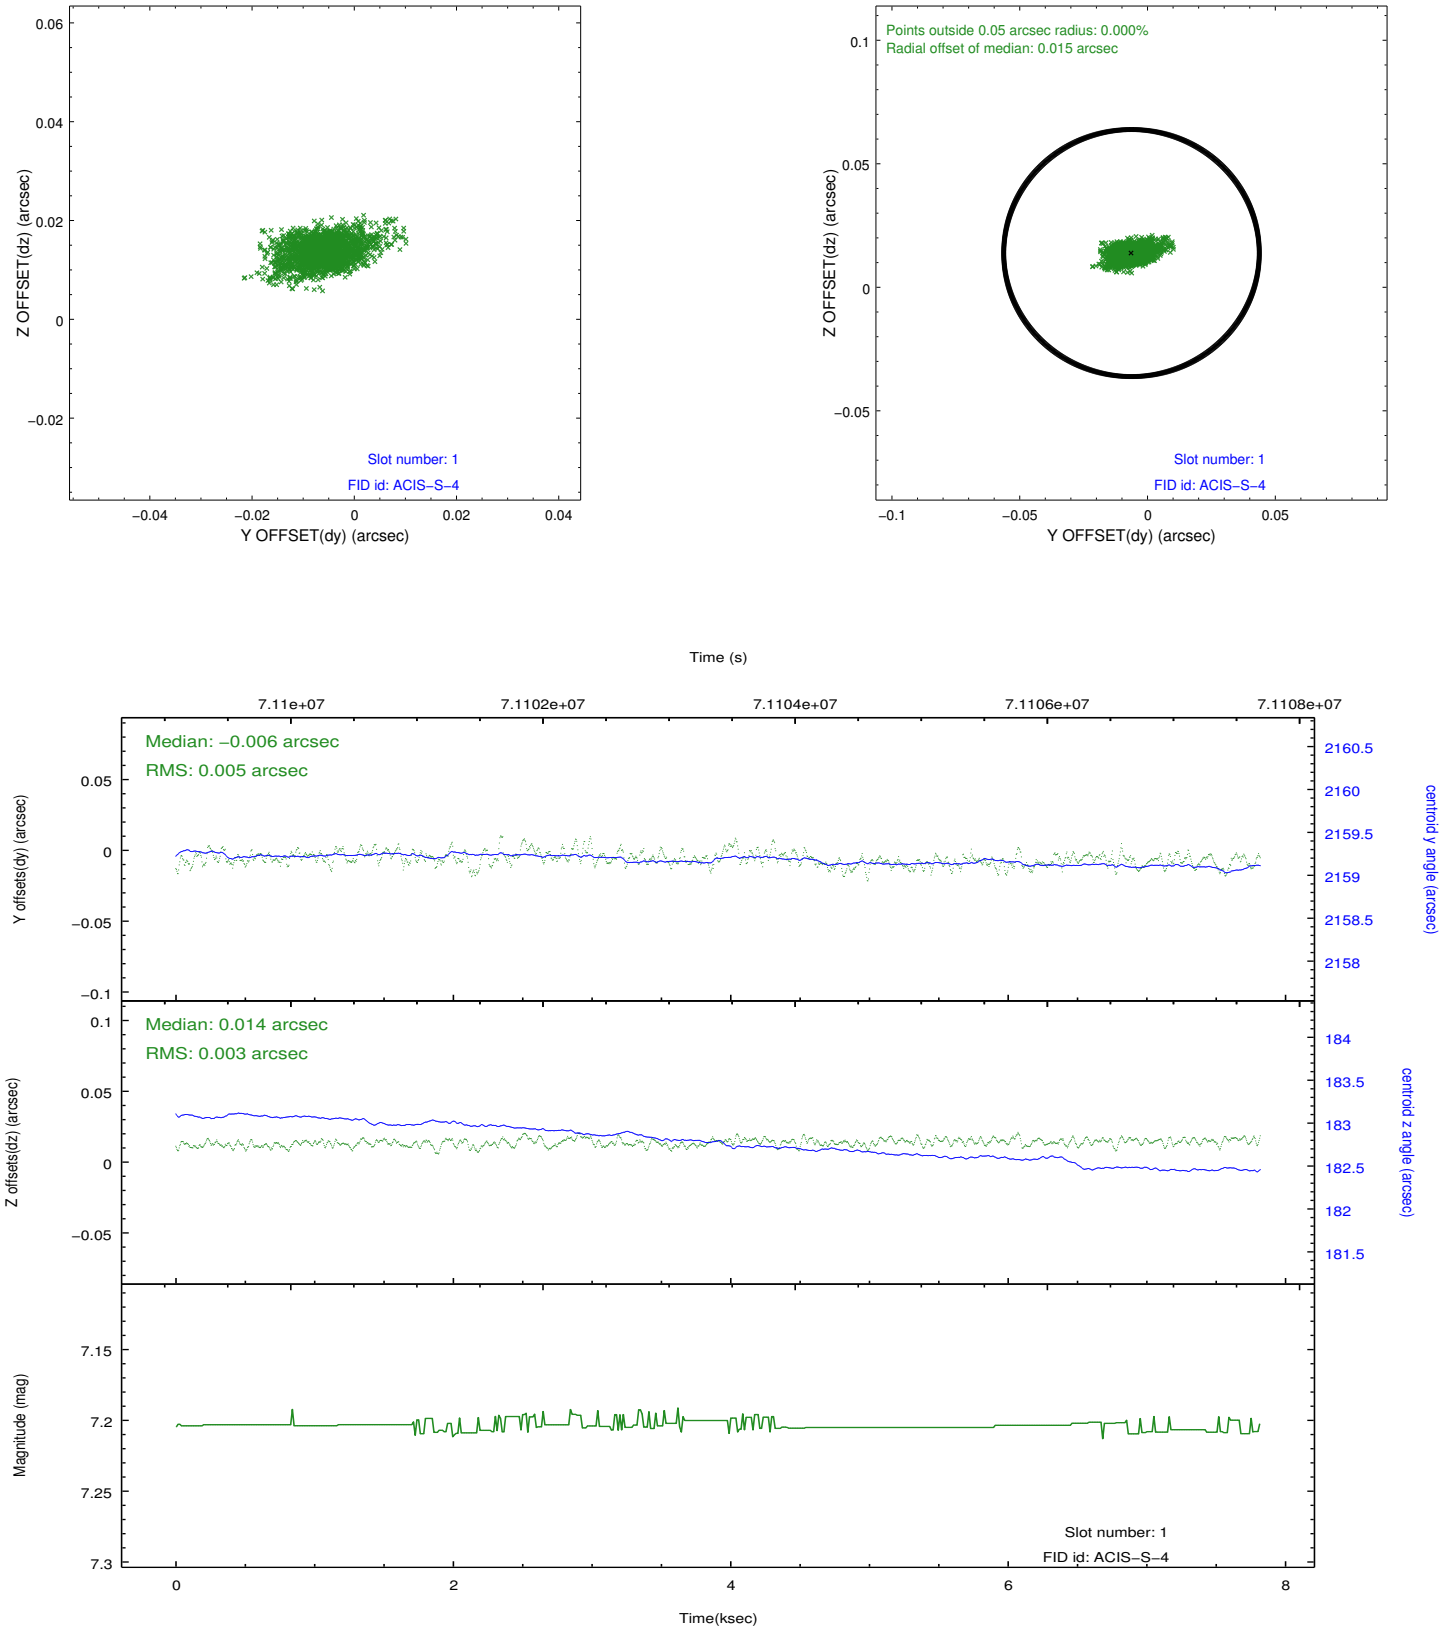 0.06
0.04
0.02
0
−0.02
Z OFFSET(dz) (arcsec)
Slot number: 1
FID id: ACIS−S−4
−0.04
−0.02
0
0.02
0.04
Y OFFSET(dy) (arcsec)
Points outside 0.05 arcsec radius: 0.000%
Radial offset of median: 0.015 arcsec
0.1
0.05
0
−0.05
Z OFFSET(dz) (arcsec)
Slot number: 1
FID id: ACIS−S−4
−0.1
−0.05
0
0.05
Y OFFSET(dy) (arcsec)
Time (s)
7.11e+07
7.1102e+07
7.1104e+07
7.1106e+07
7.1108e+07
Median: −0.006 arcsec
RMS: 0.005 arcsec
0.05
0
−0.05
−0.1
Y offsets(dy) (arcsec)
2160.5
2160
2159.5
2159
2158.5
2158
centroid y angle (arcsec)
Median: 0.014 arcsec
RMS: 0.003 arcsec
0.1
0.05
0
−0.05
Z offsets(dz) (arcsec)
184
183.5
183
182.5
182
181.5
centroid z angle (arcsec)
7.15
7.2
7.25
7.3
Magnitude (mag)
Slot number: 1
FID id: ACIS−S−4
0
2
4
6
8
Time(ksec)